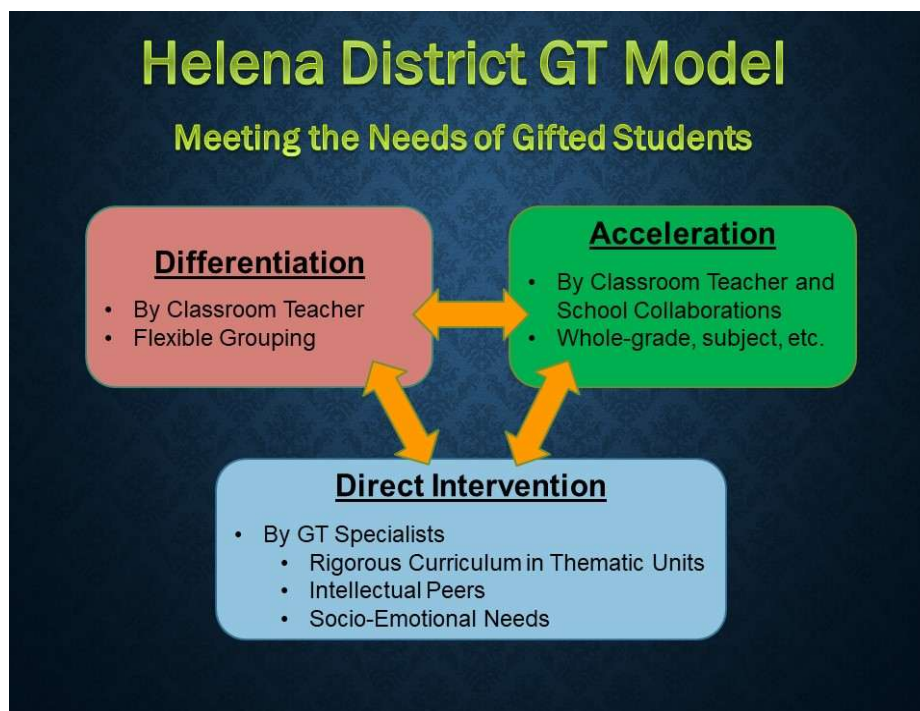 Helena District GT Model
Meeting the Needs of Gifted Students
Differentiation
• By Classroom Teacher
• Flexible Grouping
Acceleration
• By Classroom Teacher and
School Collaborations
• Whole-grade, subject, etc.
Direct Intervention
• By GT Specialists
• Rigorous Curriculum in Thematic Units
• Intellectual Peers
• Socio-Emotional Needs